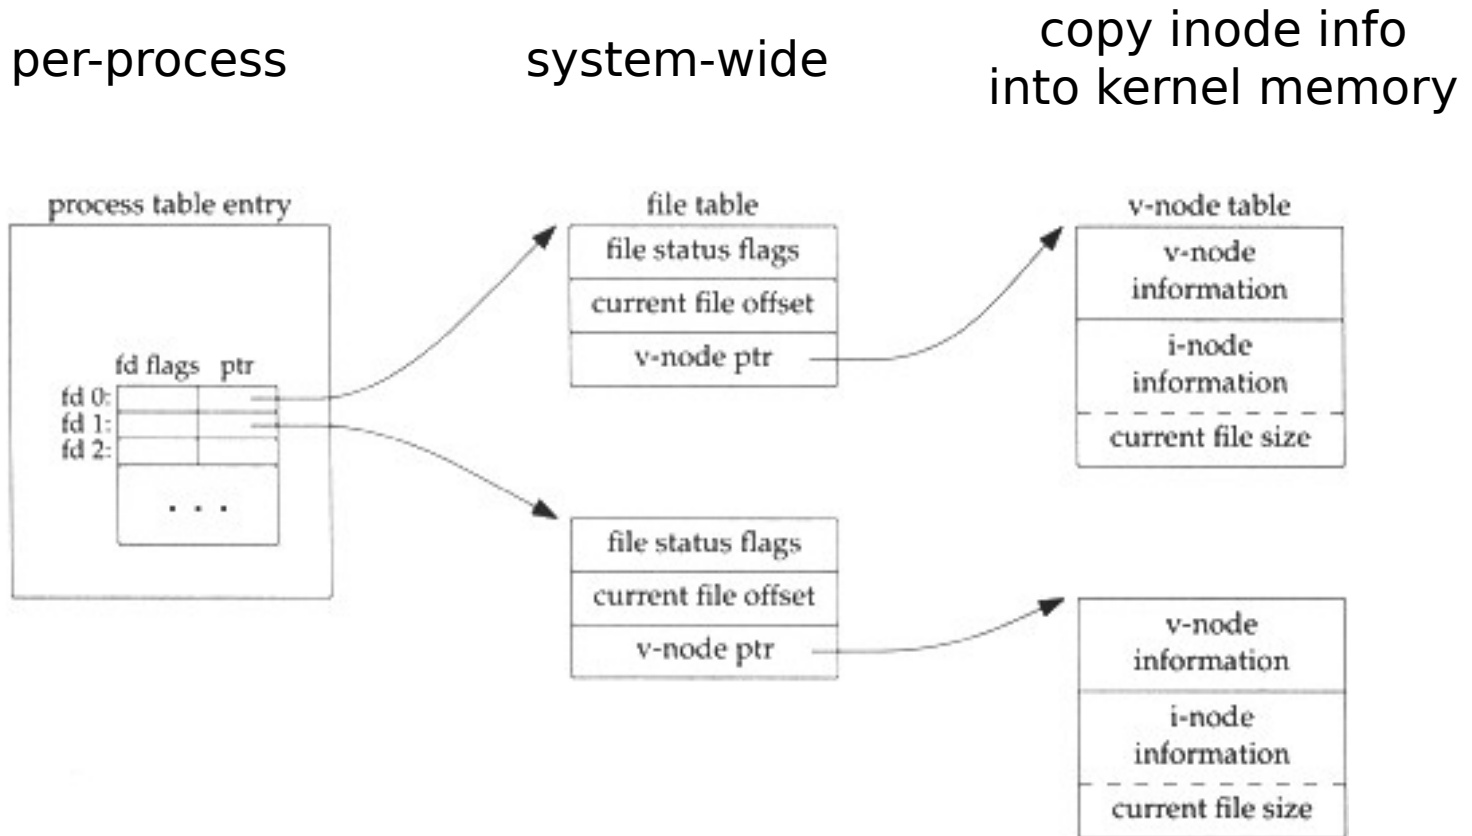 per-process
system-wide
copy inode info
into kernel memory
process table entry
fd flags ptr
fd 0:
fd 1:
fd 2:
. . .
file table
file status flags
current file offset
v-node ptr
v-node table
v-node
information
i-node
information
current file size
file status flags
current file offset
v-node ptr
v-node
information
i-node
information
current file size